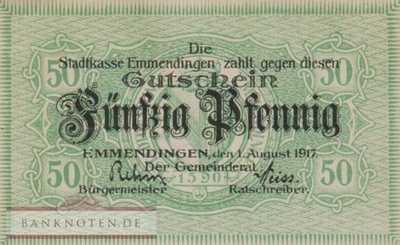 Die
50 Stadtkasse Emmendingen zahlt gegen diesen 50
Gutschein
Fünfzig Pfennig
EMMENDINGEN, den 1. August 1917.
50 Der Gemeinderat: 50
Bürgermeister Ratschreiber.
BANKNOTEN.DE